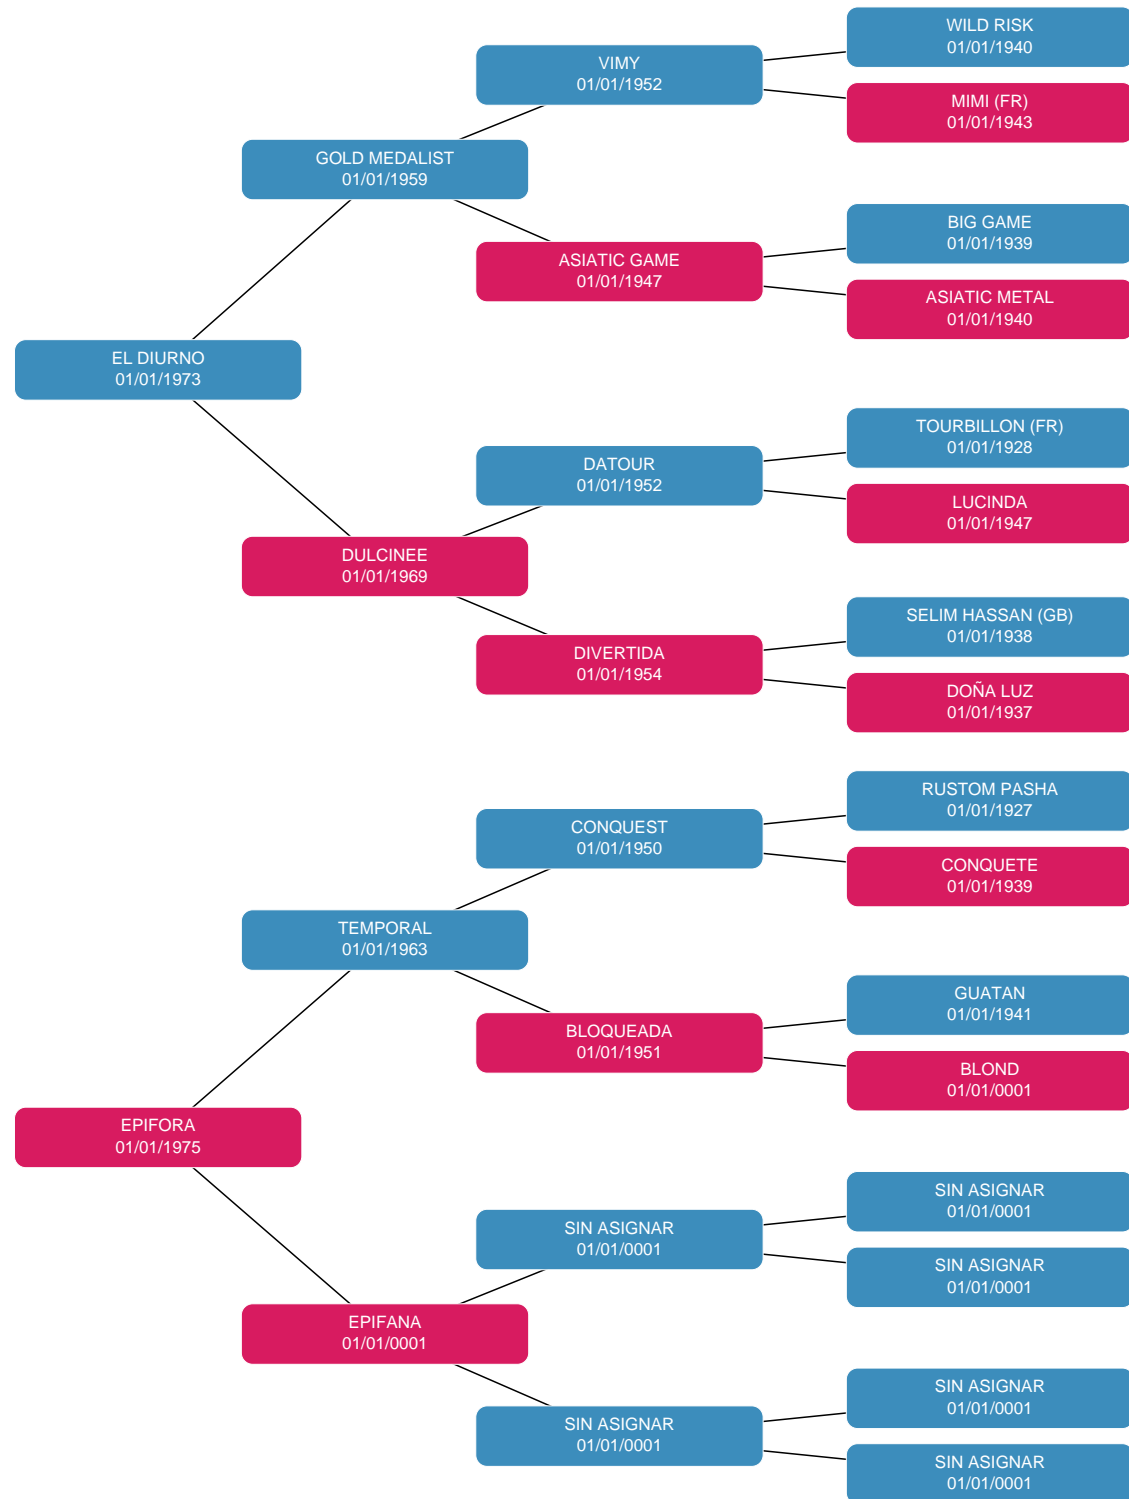 WILD RISK
01/01/1940
VIMY
01/01/1952
MIMI (FR)
01/01/1943
GOLD MEDALIST
01/01/1959
BIG GAME
01/01/1939
ASIATIC GAME
01/01/1947
ASIATIC METAL
01/01/1940
EL DIURNO
01/01/1973
TOURBILLON (FR)
01/01/1928
DATOUR
01/01/1952
LUCINDA
01/01/1947
DULCINEE
01/01/1969
SELIM HASSAN (GB)
01/01/1938
DIVERTIDA
01/01/1954
DOÑA LUZ
01/01/1937
RUSTOM PASHA
01/01/1927
CONQUEST
01/01/1950
CONQUETE
01/01/1939
TEMPORAL
01/01/1963
GUATAN
01/01/1941
BLOQUEADA
01/01/1951
BLOND
01/01/0001
EPIFORA
01/01/1975
SIN ASIGNAR
01/01/0001
SIN ASIGNAR
01/01/0001
SIN ASIGNAR
01/01/0001
EPIFANA
01/01/0001
SIN ASIGNAR
01/01/0001
SIN ASIGNAR
01/01/0001
SIN ASIGNAR
01/01/0001